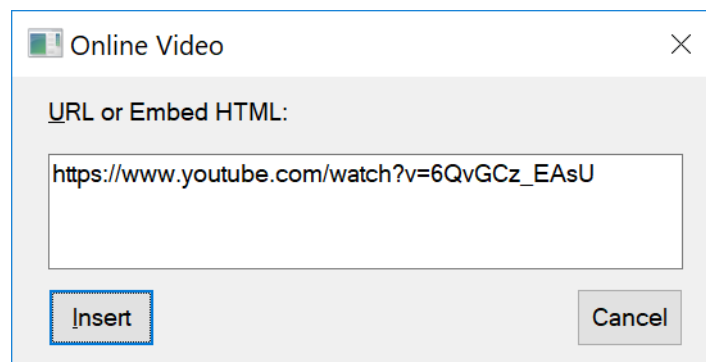 Online Video
URL or Embed HTML:
https://www.youtube.com/watch?v=6QvGCz_EAsU
Insert
Cancel